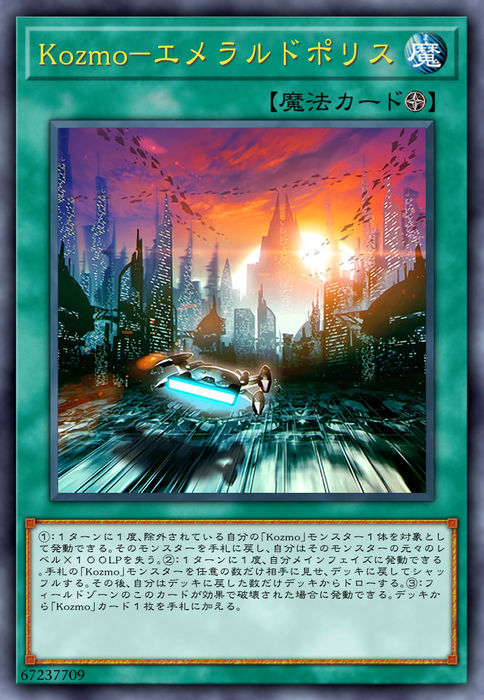 Kozmo－エメラルドポリス 魔
【魔法カード】
①：１ターンに１度、除外されている自分の「Kozmo」モンスター１体を対象とし
て発動できる。そのモンスターを手札に戻し、自分はそのモンスターの元々のレ
ベル×１００LPを失う。②：１ターンに１度、自分メインフェイズに発動できる
。手札の「Kozmo」モンスターを任意の数だけ相手に見せ、デッキに戻してシャッ
フルする。その後、自分はデッキに戻した数だけデッキからドローする。③：フ
ィールドゾーンのこのカードが効果で破壊された場合に発動できる。デッキか
ら「Kozmo」カード１枚を手札に加える。
67237709